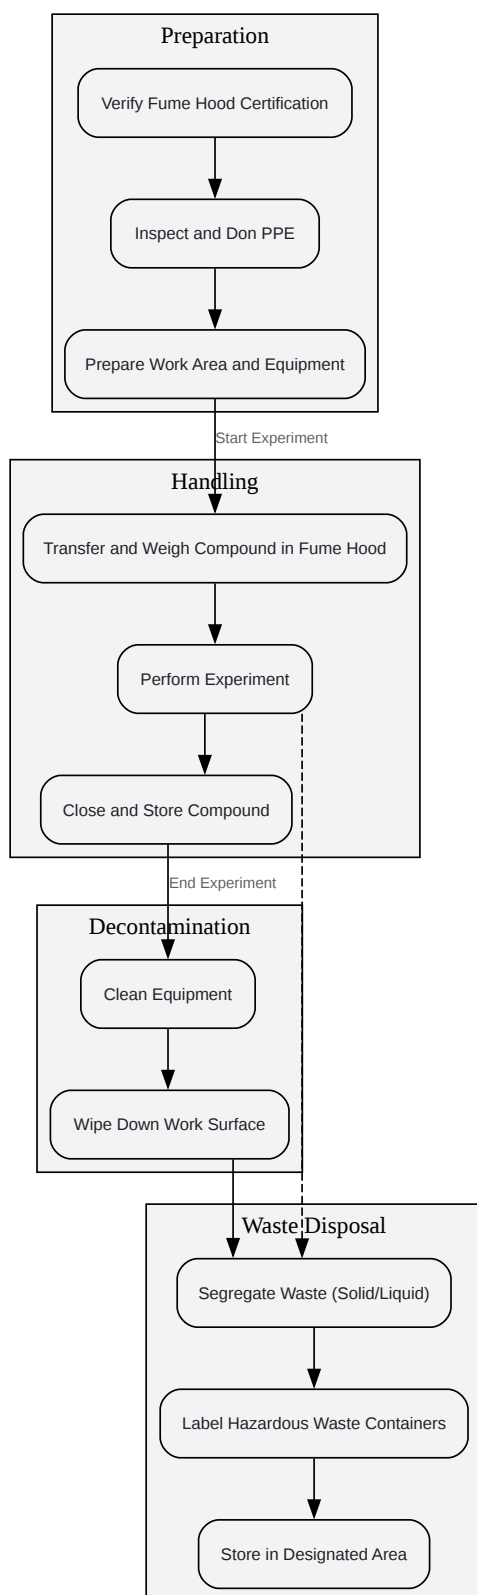 Preparation
Verify Fume Hood Certification
Inspect and Don PPE
Prepare Work Area and Equipment
Start Experiment
Handling
Transfer and Weigh Compound in Fume Hood
Perform Experiment
Close and Store Compound
End Experiment
Decontamination
Clean Equipment
Wipe Down Work Surface
Waste Disposal
Segregate Waste (Solid/Liquid)
Label Hazardous Waste Containers
Store in Designated Area